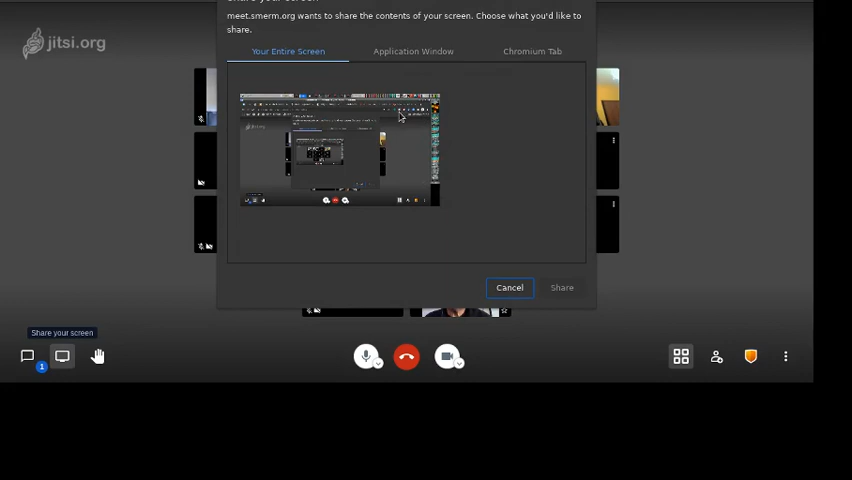 meet.smerm.org wants to share the contents of your screen. Choose what you'd like to
share.
jitsi.org
Your Entire Screen
Application Window
Chromium Tab
Cancel
Share
Share your screen
1